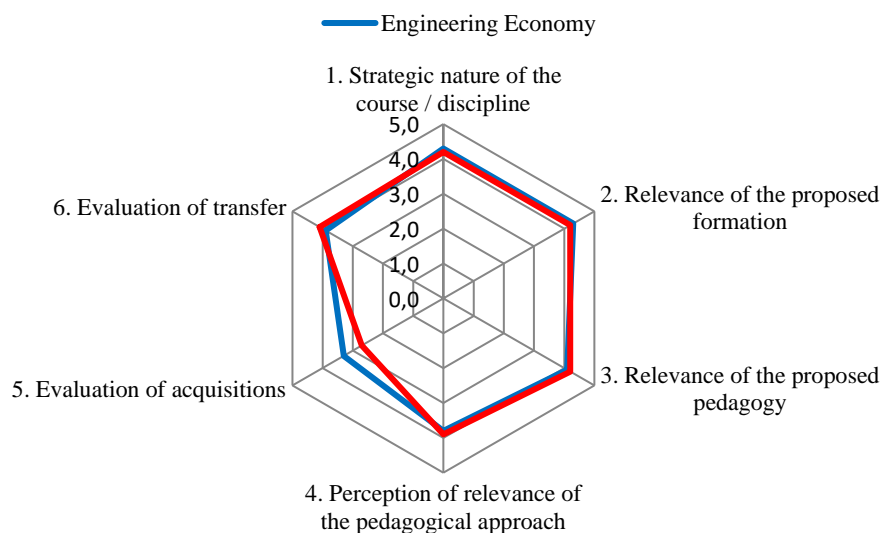 Engineering Economy
1. Strategic nature of the
course / discipline
5,0
4,0
3,0
2,0
1,0
0,0
2. Relevance of the proposed
formation
3. Relevance of the proposed
pedagogy
4. Perception of relevance of
the pedagogical approach
5. Evaluation of acquisitions
6. Evaluation of transfer